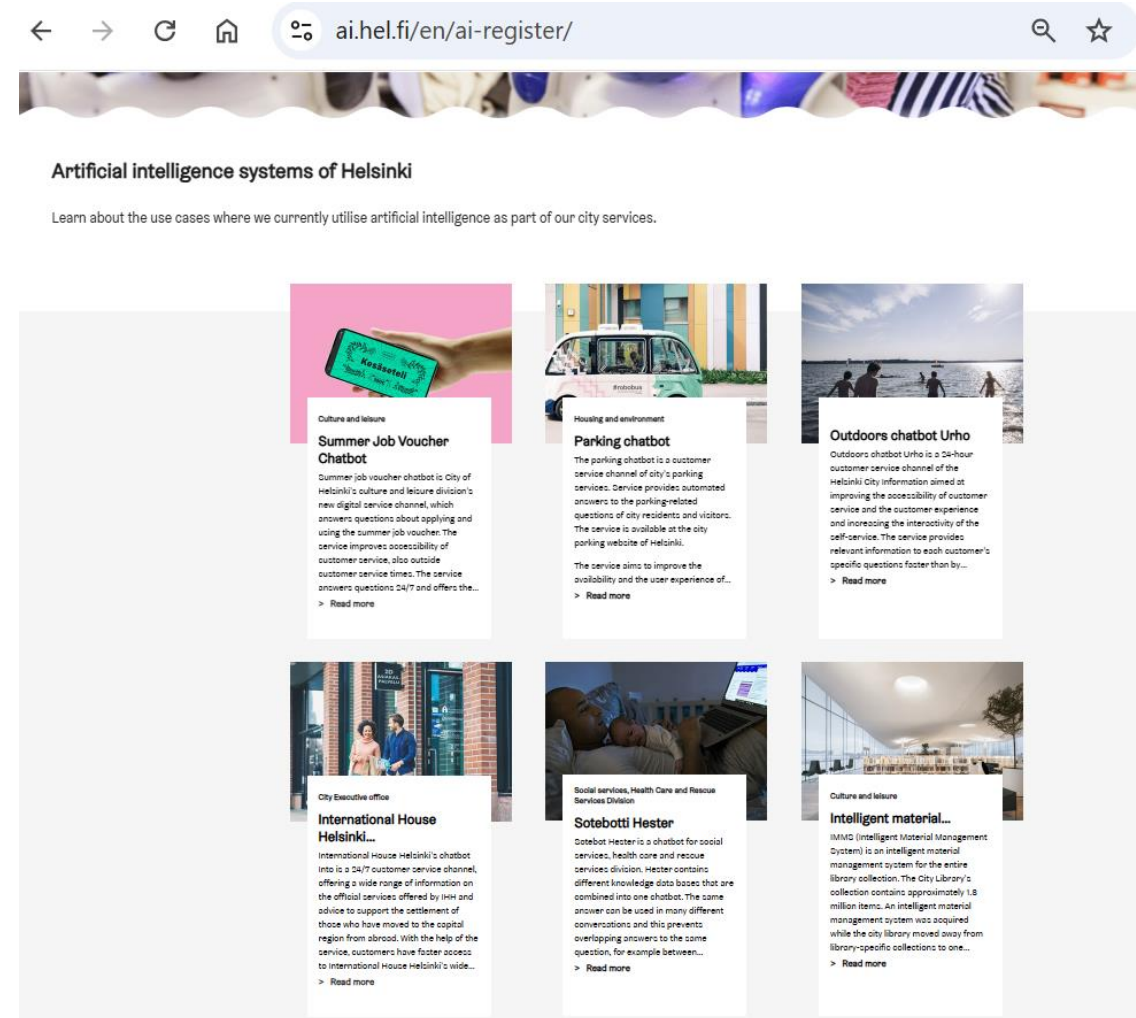 ai.hel.fi/en/ai-register/
Artificial intelligence systems of Helsinki
Learn about the use cases where we currently utilise artificial intelligence as part of our city services.
Kesäseteli
Culture and leisure
Summer Job Voucher
Chatbot
Summer job voucher chatbot is City of
Helsinki's culture and leisure division's
new digital service channel, which
answers questions about applying and
using the summer job voucher. The
service improves accessibility of
customer service, also outside
customer service times. The service
answers questions 24/7 and offers the...
> Read more
#robobus
Housing and environment
Parking chatbot
The parking chatbot is a customer
service channel of city's parking
services. Service provides automated
answers to the parking-related
questions of city residents and visitors.
The service is available at the city
parking website of Helsinki.
The service aims to improve the
availability and the user experience of...
> Read more
Outdoors chatbot Urho
Outdoors chatbot Urho is a 24-hour
customer service channel of the
Helsinki City Information aimed at
improving the accessibility of customer
service and the customer experience
and increasing the interactivity of the
self-service. The service provides
relevant information to each customer's
specific questions faster than by...
> Read more
City Executive office
International House
Helsinki...
International House Helsinki's chatbot
Into is a 24/7 customer service channel,
offering a wide range of information on
the official services offered by IHH and
advice to support the settlement of
those who have moved to the capital
region from abroad. With the help of the
service, customers have faster access
to International House Helsinki's wide...
> Read more
Social services, Health Care and Rescue
Services Division
Sotebotti Hester
Sotebot Hester is a chatbot for social
services, health care and rescue
services division. Hester contains
different knowledge data bases that are
combined into one chatbot. The same
answer can be used in many different
conversations and this prevents
overlapping answers to the same
question, for example between...
> Read more
Culture and leisure
Intelligent material...
IMMS (Intelligent Material Management
System) is an intelligent material
management system for the entire
library collection. The City Library's
collection contains approximately 1.8
million items. An intelligent material
management system was acquired
while the city library moved away from
library-specific collections to one...
> Read more